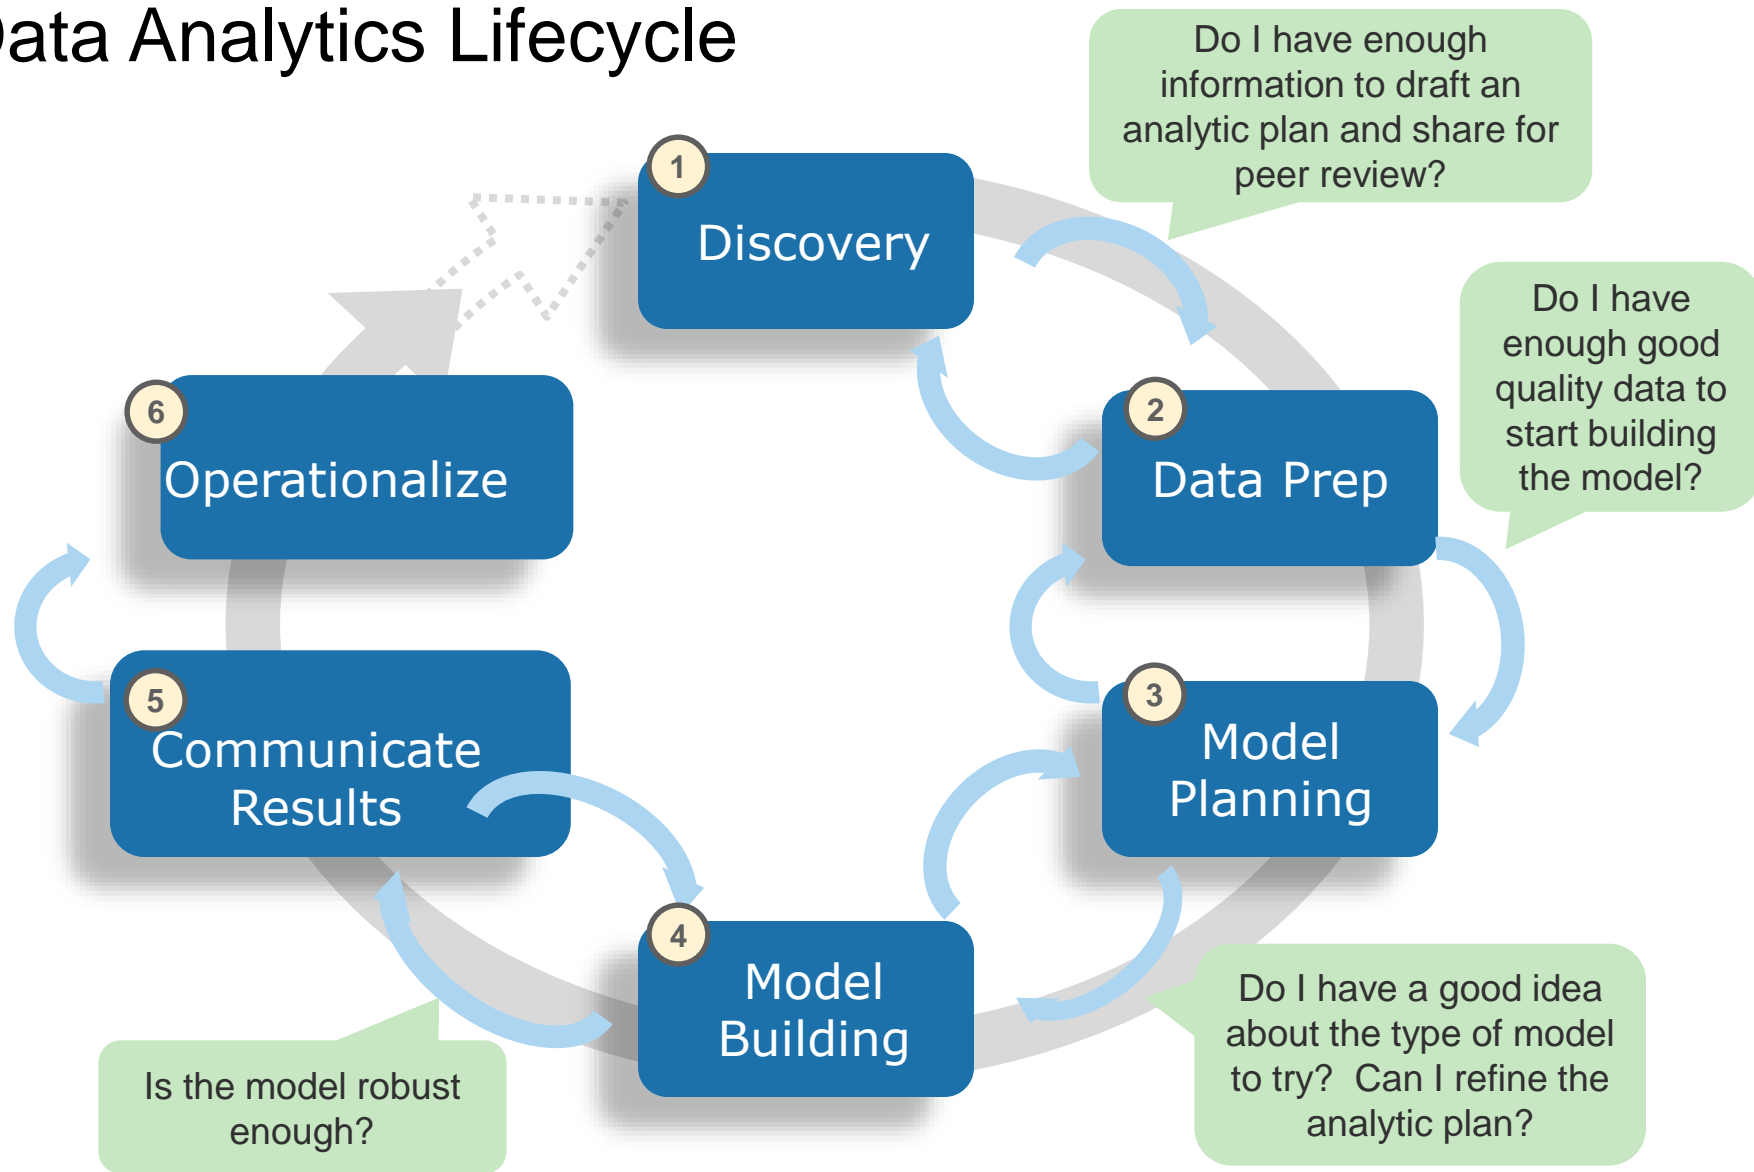 Data Analytics Lifecycle
Do I have enough
information to draft an
analytic plan and share for
peer review?
1
Discovery
Do I have
enough good
quality data to
start building
the model?
2
Data Prep
6
Operationalize
3
Model
Planning
5
Communicate
Results
4
Model
Building
Do I have a good idea
about the type of model
to try?  Can I refine the
analytic plan?
Is the model robust
enough?